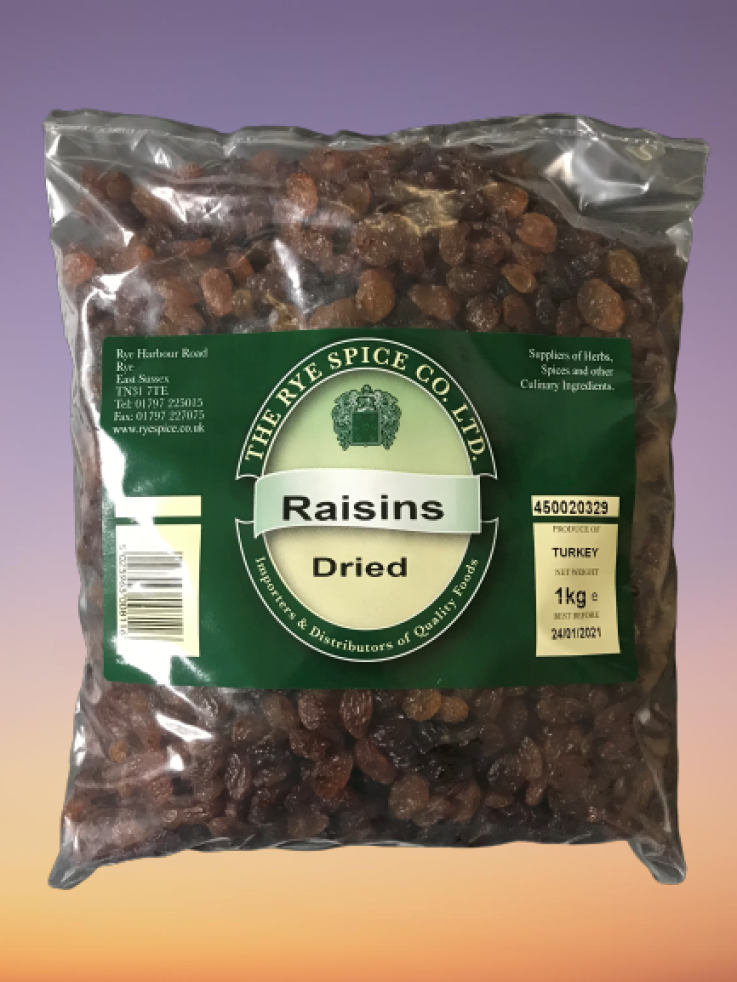 Rye Harbour Road
Rye
East Sussex
TN31 7TE
Tel: 01797 225015
Fax: 01797 227075
www.ryespice.co.uk
THE RYE SPICE CO. LTD.
Suppliers of Herbs,
Spices and other
Culinary Ingredients.
Raisins
Dried
Importers & Distributors of Quality Foods
450020329
PRODUCE OF
TURKEY
NET WEIGHT
1kg e
BEST BEFORE
24/01/2021